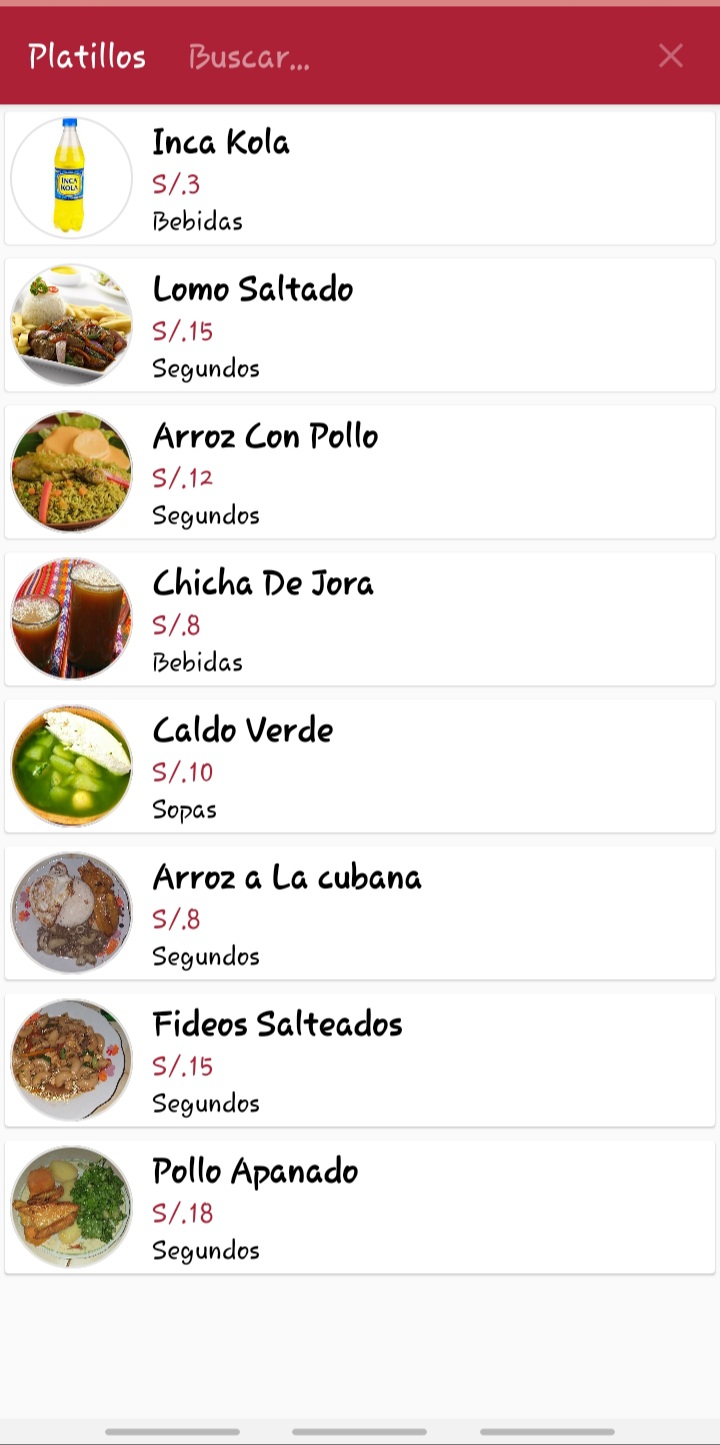 Platillos Buscar...
INCA
KOLA
Inca Kola
S/.3
Bebidas
Lomo Saltado
S/.15
Segundos
Arroz Con Pollo
S/.12
Segundos
Chicha De Jora
S/.8
Bebidas
Caldo Verde
S/.10
Sopas
Arroz a La cubana
S/.8
Segundos
Fideos Salteados
S/.15
Segundos
Pollo Apanado
S/.18
Segundos